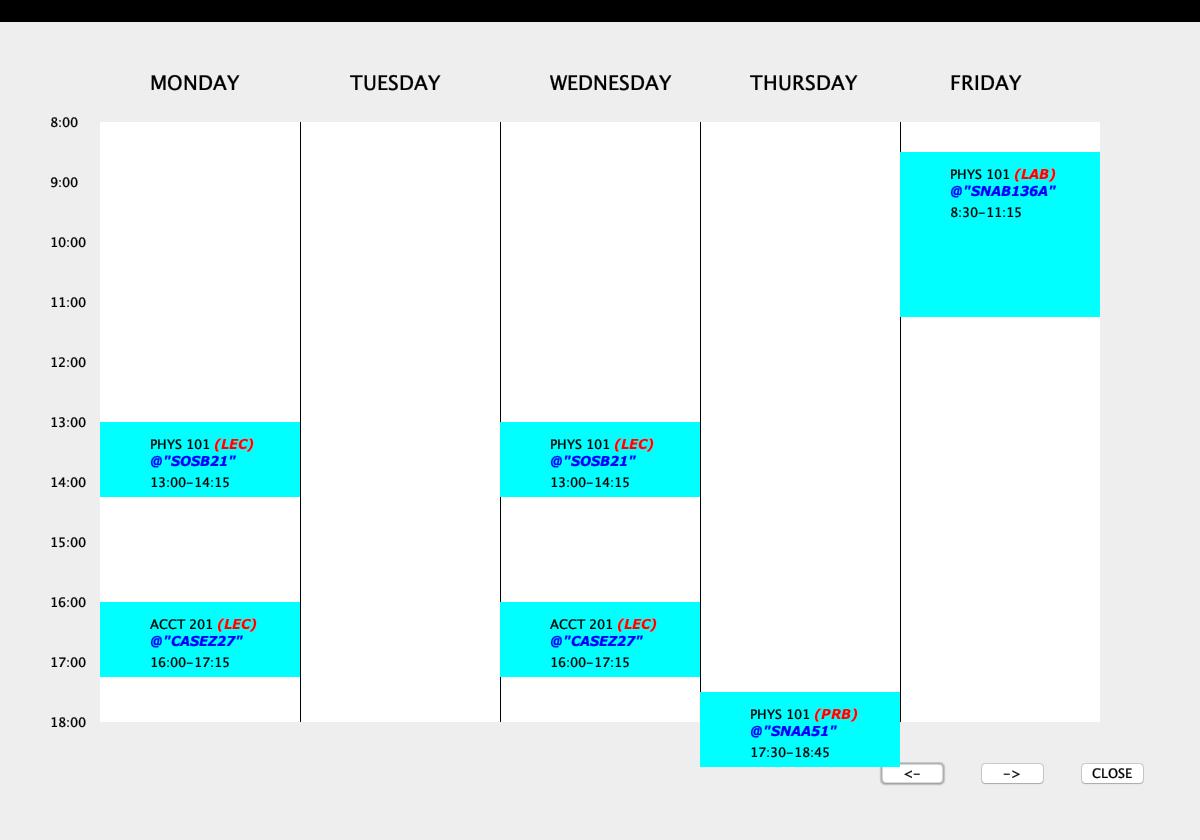 MONDAY TUESDAY WEDNESDAY THURSDAY FRIDAY
8:00
PHYS 101 (LAB)
9:00
@"SNAB136A"
8:30-11:15
10:00
11:00
12:00
13:00
PHYS 101 (LEC) PHYS 101 (LEC)
@"SOSB21" @"SOSB21"
14:00 13:00-14:15 13:00-14:15
15:00
16:00
ACCT 201 (LEC) ACCT 201 (LEC)
@"CASEZ27" @"CASEZ27"
17:00 16:00-17:15 16:00-17:15
18:00
PHYS 101 (PRB)
@"SNAA51"
17:30-18:45
<- -> CLOSE